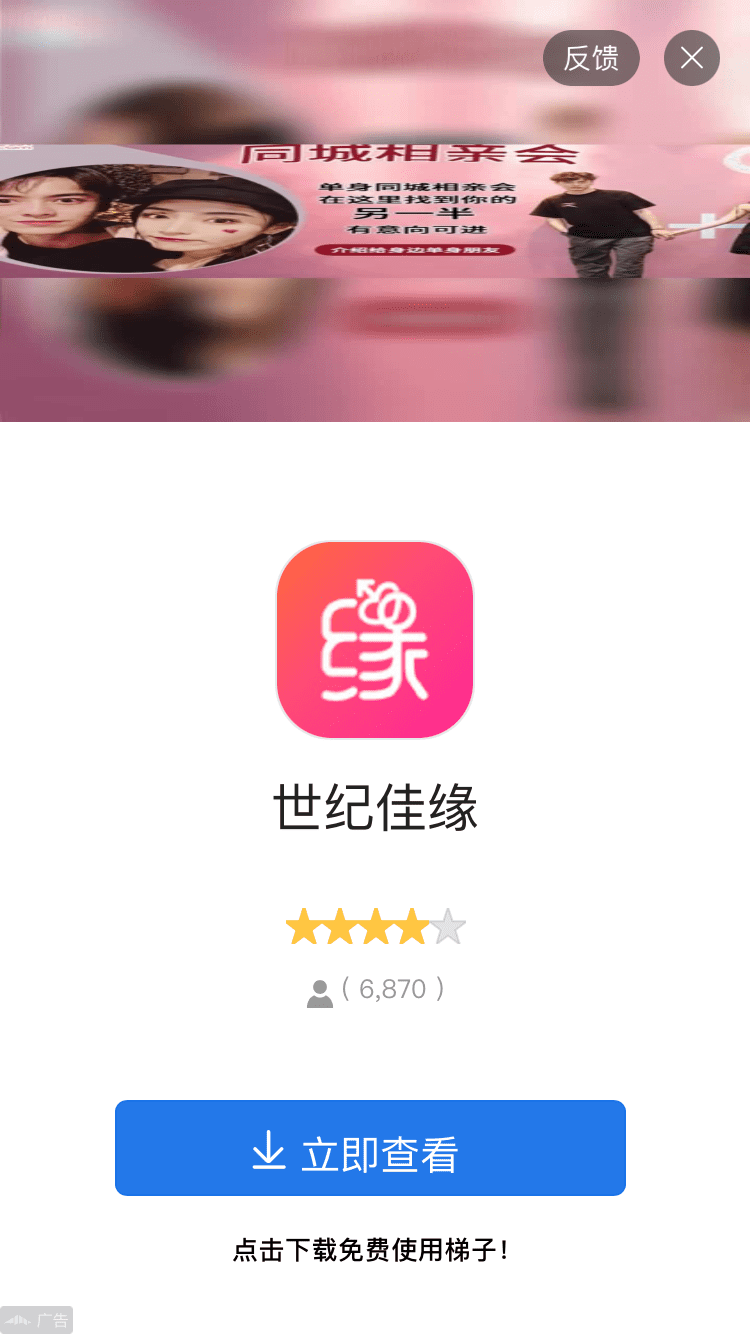 反馈
同城相亲会
单身同城相亲会
在这里找到你的
另一半
有意向可进
介绍给身边单身朋友
缘
世纪佳缘
( 6,870 )
立即查看
点击下载免费使用梯子!
广告